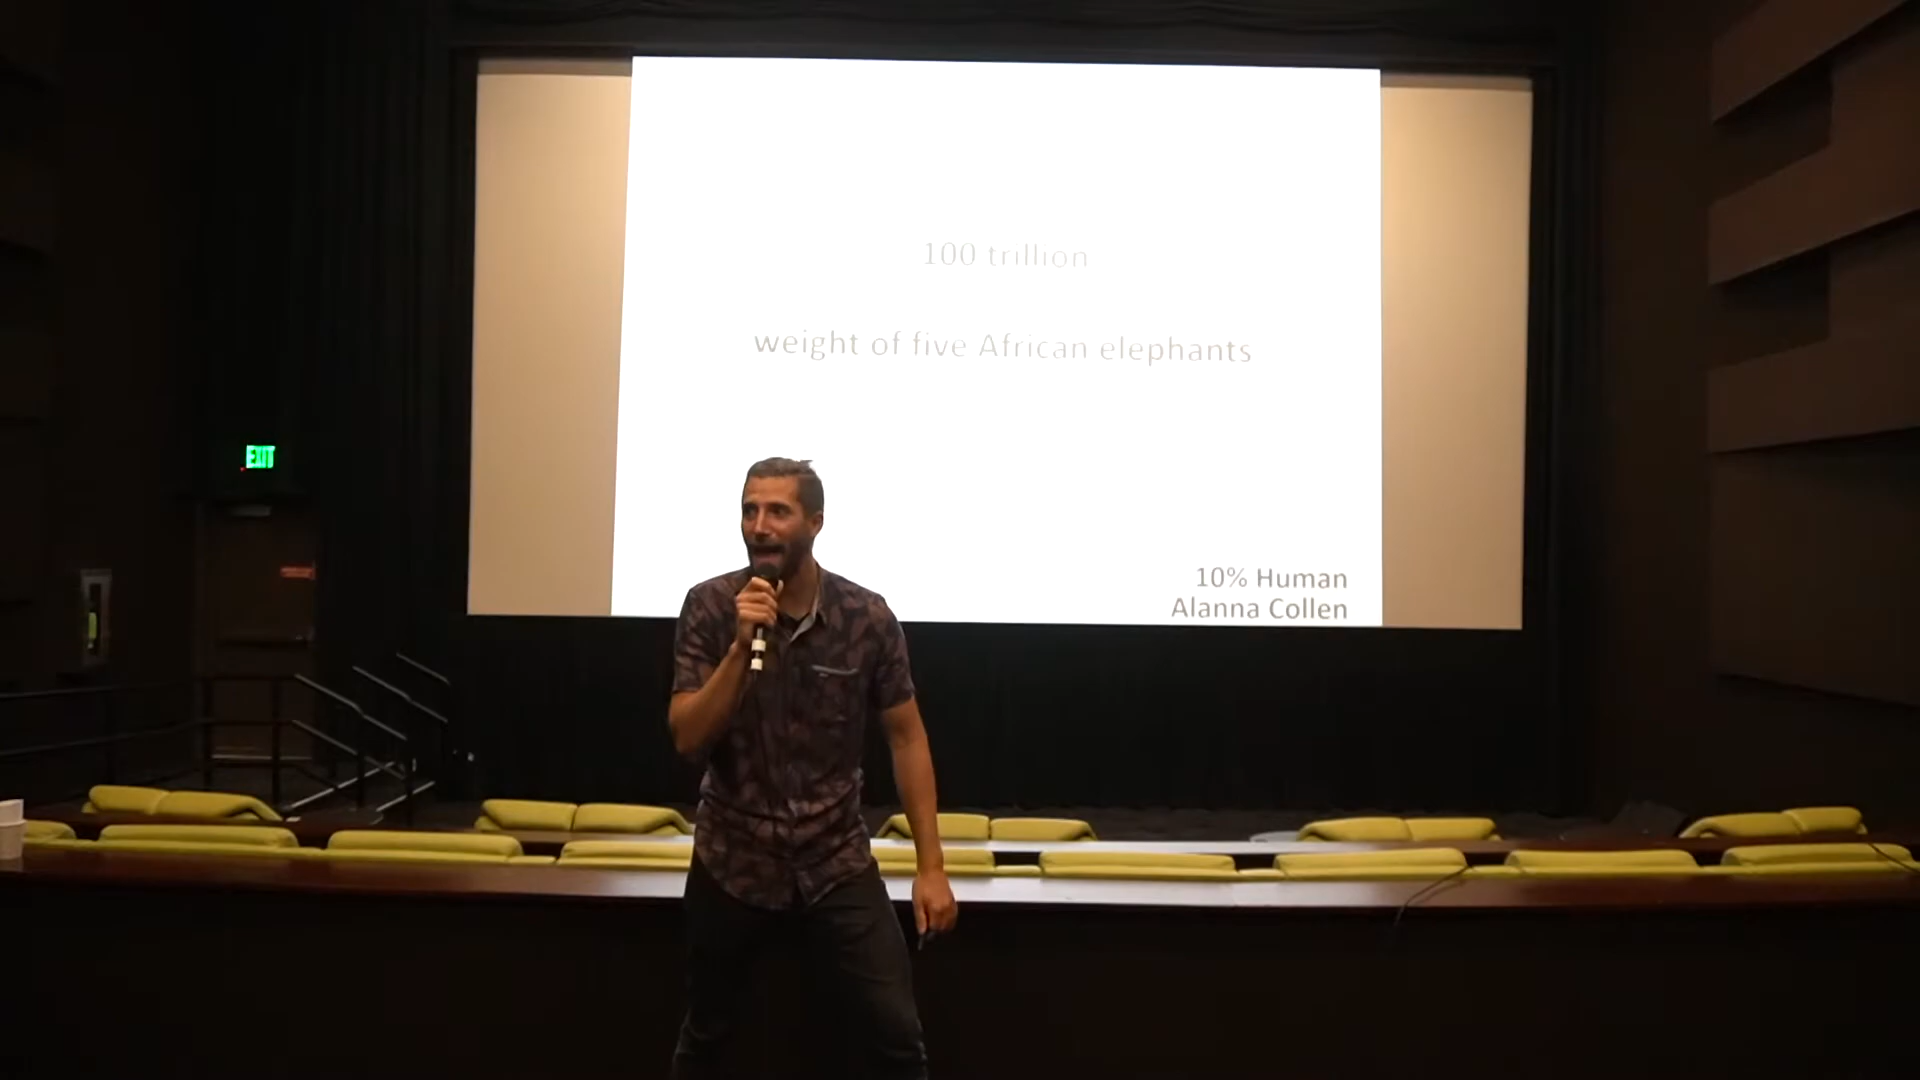 100 trillion
weight of five African elephants
10% Human
Alanna Collen
EXIT